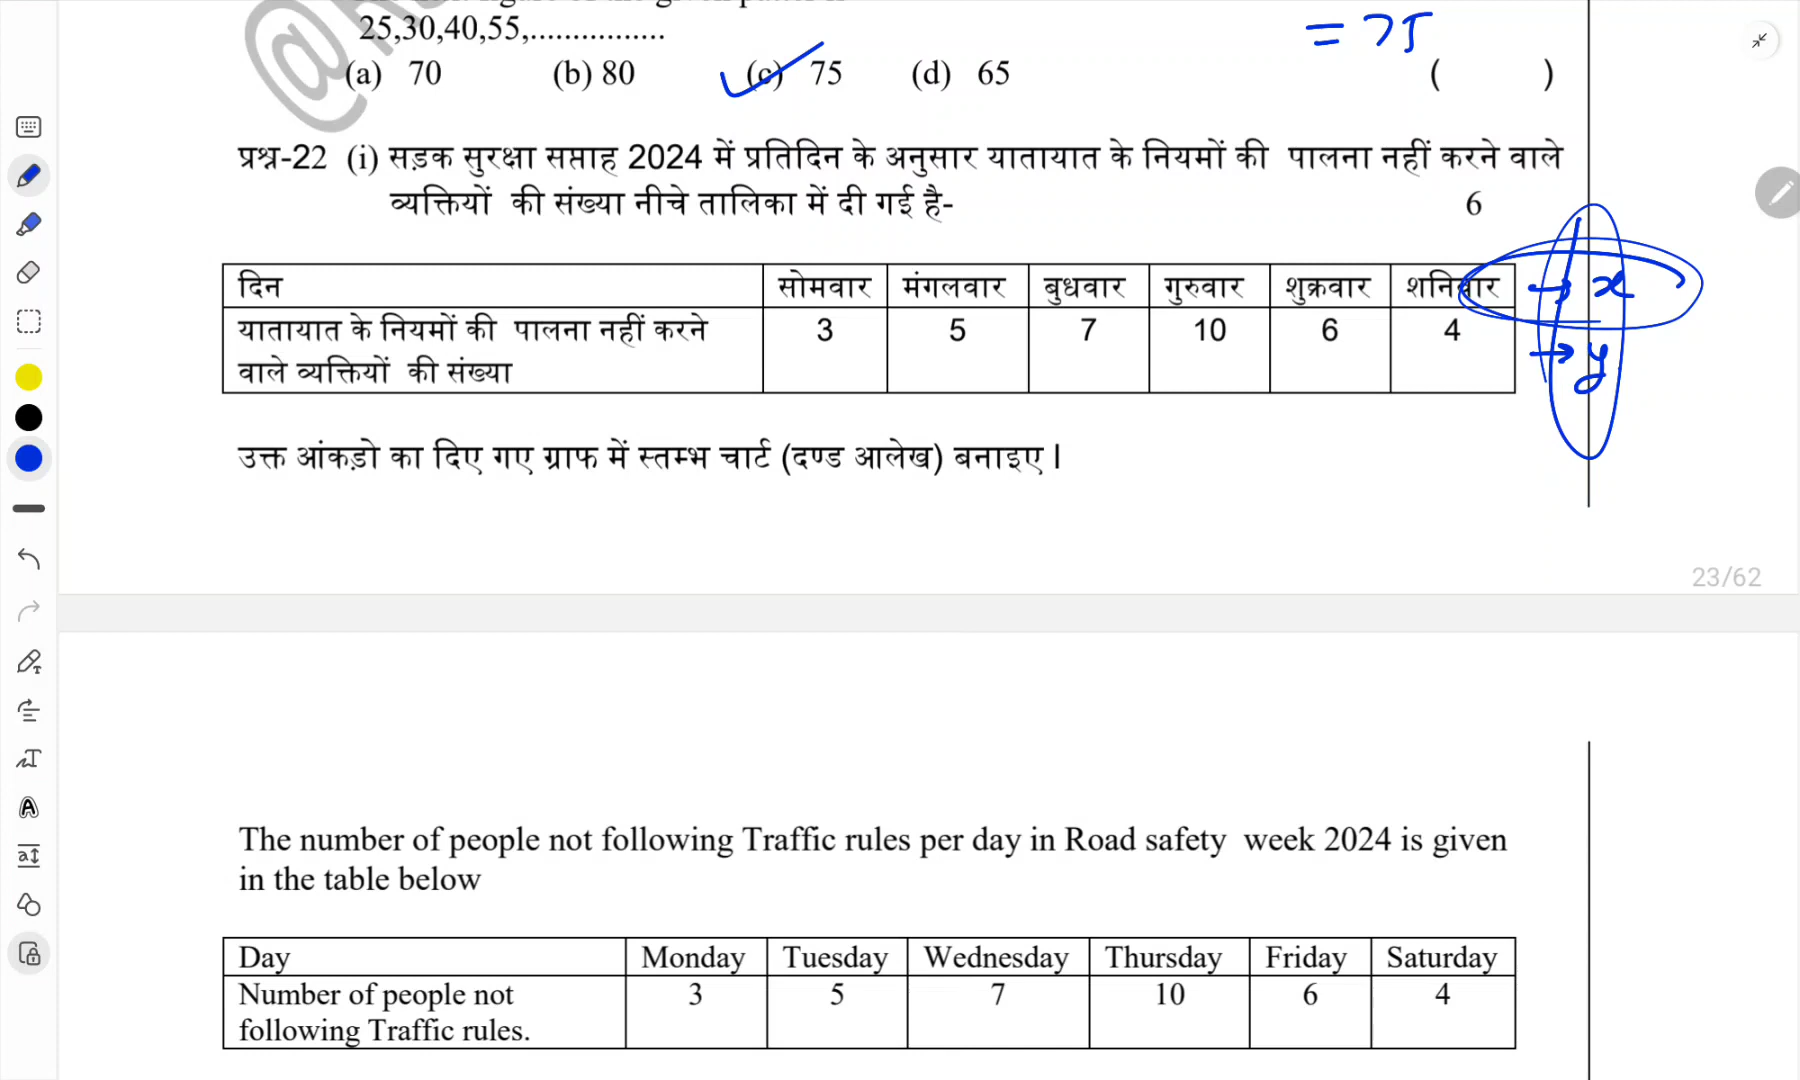 25,30,40,55,................
= 75
(a) 70 (b) 80 (c) 75 (d) 65 ( )
प्रश्न-22 (i) सड़क सुरक्षा सप्ताह 2024 में प्रतिदिन के अनुसार यातायात के नियमों की पालना नहीं करने वाले
व्यक्तियों की संख्या नीचे तालिका में दी गई है- 6
दिन सोमवार मंगलवार बुधवार गुरुवार शुक्रवार शनिवार → x
यातायात के नियमों की पालना नहीं करने 3 5 7 10 6 4 → y
वाले व्यक्तियों की संख्या
उक्त आंकड़ो का दिए गए ग्राफ में स्तम्भ चार्ट (दण्ड आलेख) बनाइए।
23/62
The number of people not following Traffic rules per day in Road safety week 2024 is given
in the table below
Day Monday Tuesday Wednesday Thursday Friday Saturday
Number of people not 3 5 7 10 6 4
following Traffic rules.